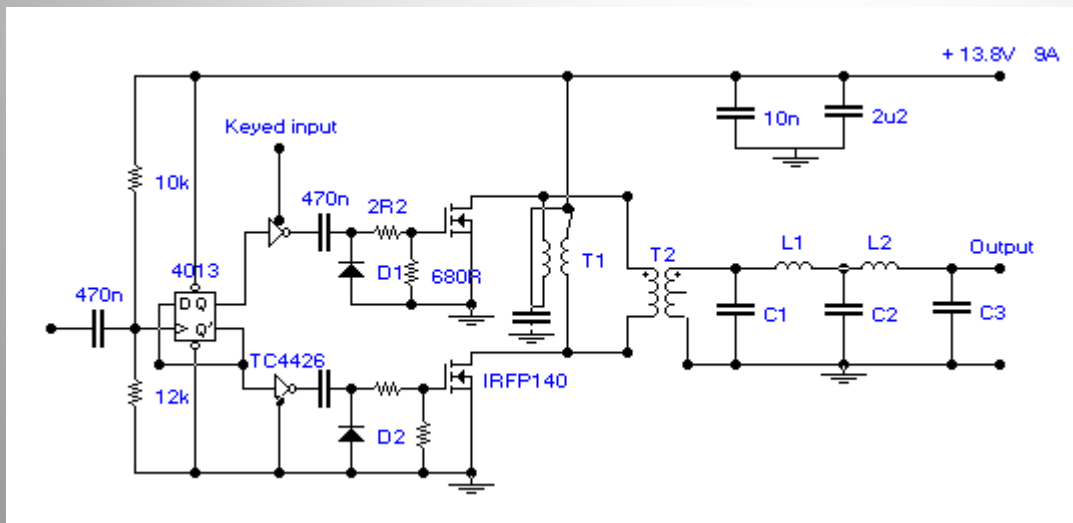 + 13.8V 9A
10n
2u2
Keyed input
10k
470n
2R2
4013
D1
680R
T1
T2
L1
L2
Output
470n
D Q
Q'
C1
C2
C3
TC4426
IRFP140
12k
D2